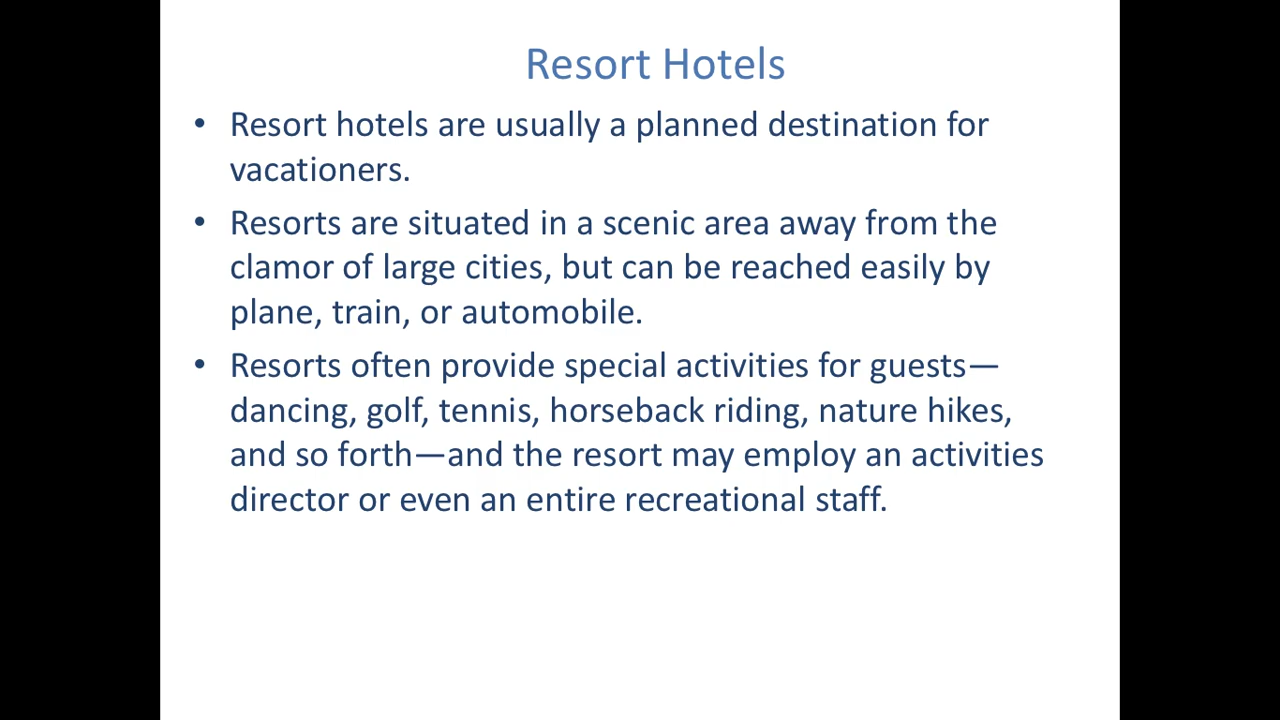 Resort Hotels
• Resort hotels are usually a planned destination for
vacationers.
• Resorts are situated in a scenic area away from the
clamor of large cities, but can be reached easily by
plane, train, or automobile.
• Resorts often provide special activities for guests—
dancing, golf, tennis, horseback riding, nature hikes,
and so forth—and the resort may employ an activities
director or even an entire recreational staff.